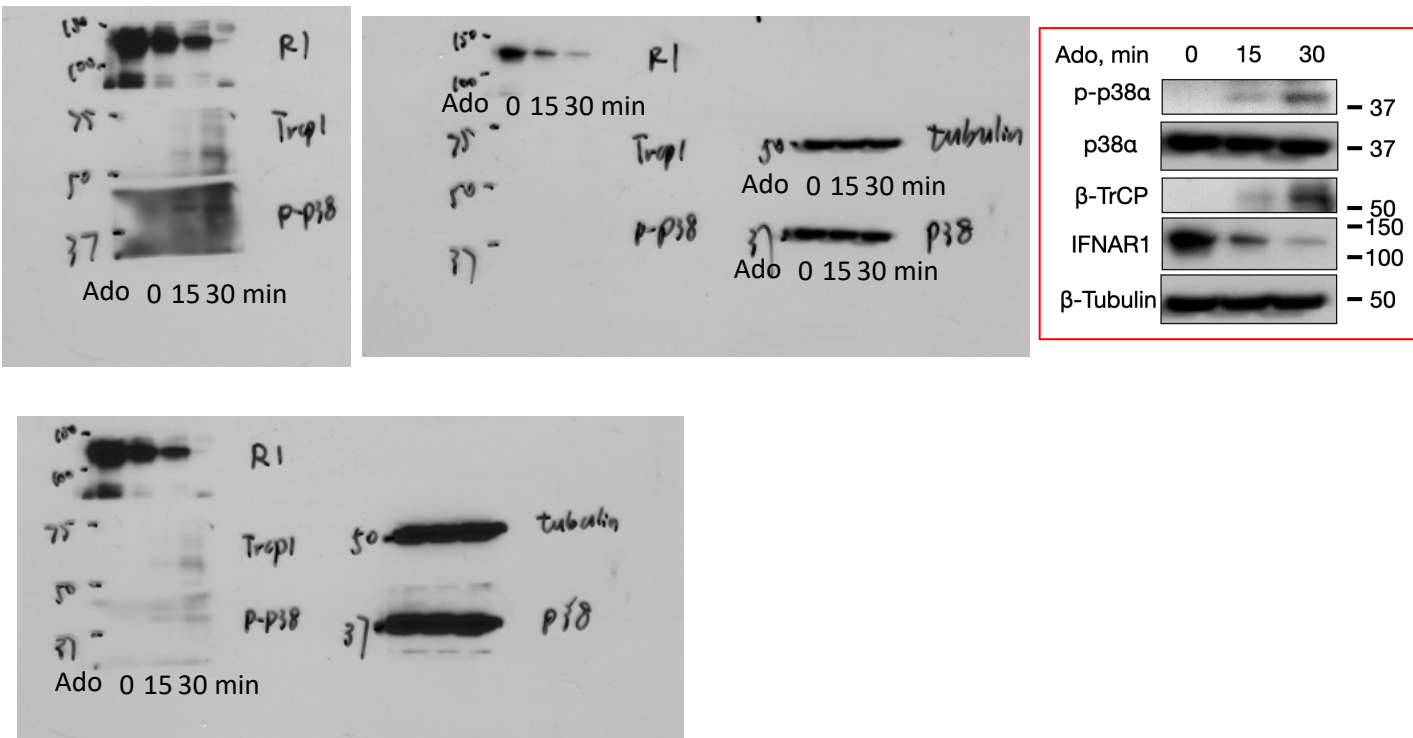 150 -
R1
100 -
75 -
Trcp1
50 -
p-p38
37
Ado 0 15 30 min
150 -
R1
100 -
Ado 0 15 30 min
75 -
Trcp1
50 tubulin
Ado 0 15 30 min
50 -
p-p38
37 p38
37 -
Ado 0 15 30 min
Ado, min 0 15 30
p-p38α – 37
p38α – 37
β-TrCP – 50
IFNAR1 – 150
– 100
β-Tubulin – 50
150 -
R1
100 -
75 -
Trcp1
50 tubulin
50 -
p-p38
37 p38
37 -
Ado 0 15 30 min